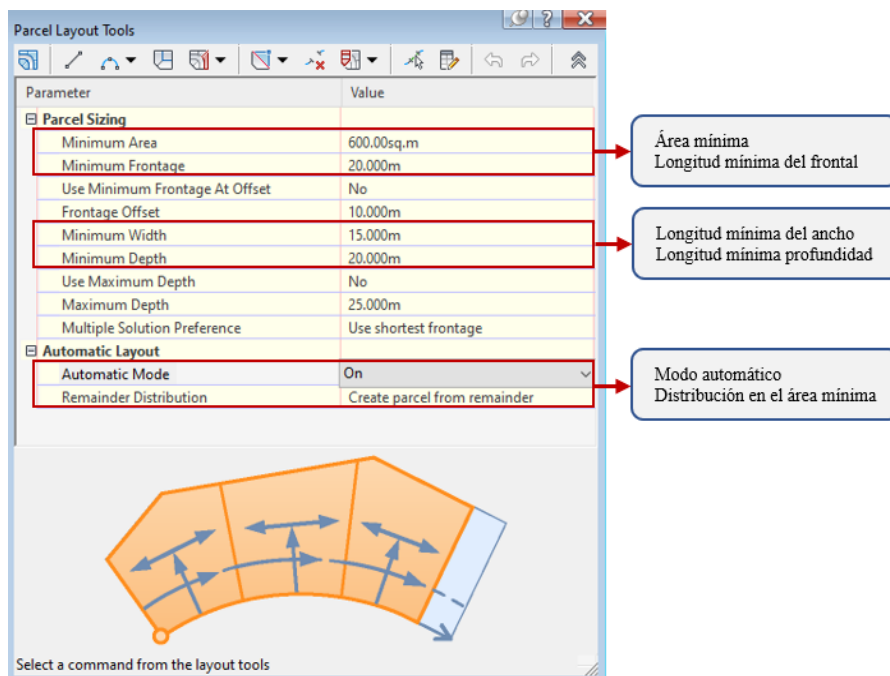 Parcel Layout Tools
Parameter Value
Parcel Sizing
Minimum Area 600.00sq.m
Minimum Frontage 20.000m
Use Minimum Frontage At Offset No
Frontage Offset 10.000m
Minimum Width 15.000m
Minimum Depth 20.000m
Use Maximum Depth No
Maximum Depth 25.000m
Multiple Solution Preference Use shortest frontage
Automatic Layout
Automatic Mode On
Remainder Distribution Create parcel from remainder
Select a command from the layout tools
Área mínima
Longitud mínima del frontal
Longitud mínima del ancho
Longitud mínima profundidad
Modo automático
Distribución en el área mínima